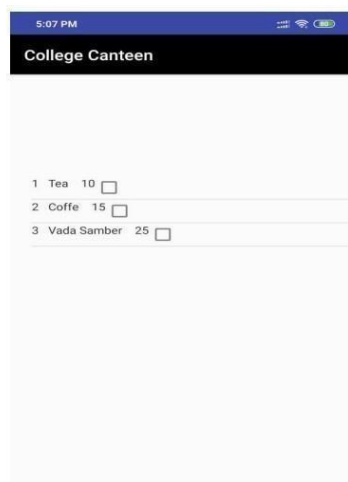 5:07 PM
College Canteen
1 Tea 10
2 Coffe 15
3 Vada Samber 25